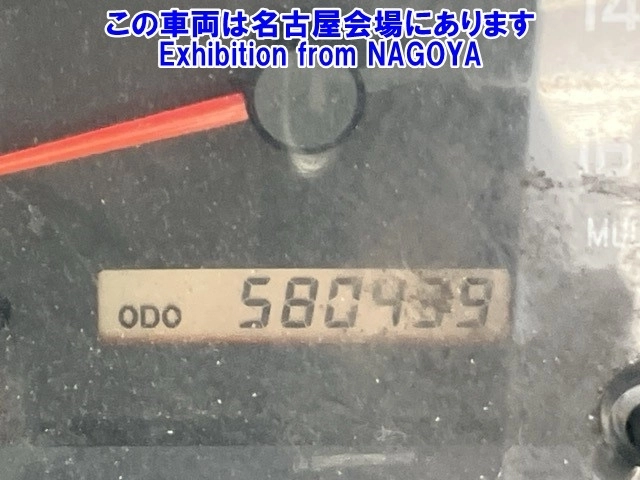 この車両は名古屋会場にあります
Exhibition from NAGOYA
14
ODO 580439